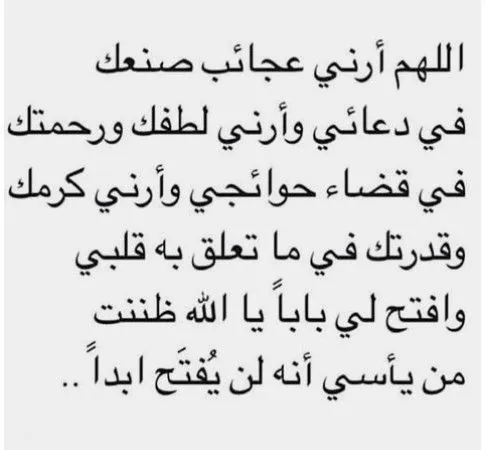 اللهم أرني عجائب صنعك
في دعائي وأرني لطفك ورحمتك
في قضاء حوائجي وأرني كرمك
وقدرتك في ما تعلق به قلبي
وافتح لي باباً يا الله ظننت
من يأسي أنه لن يُفتَح ابداً ..